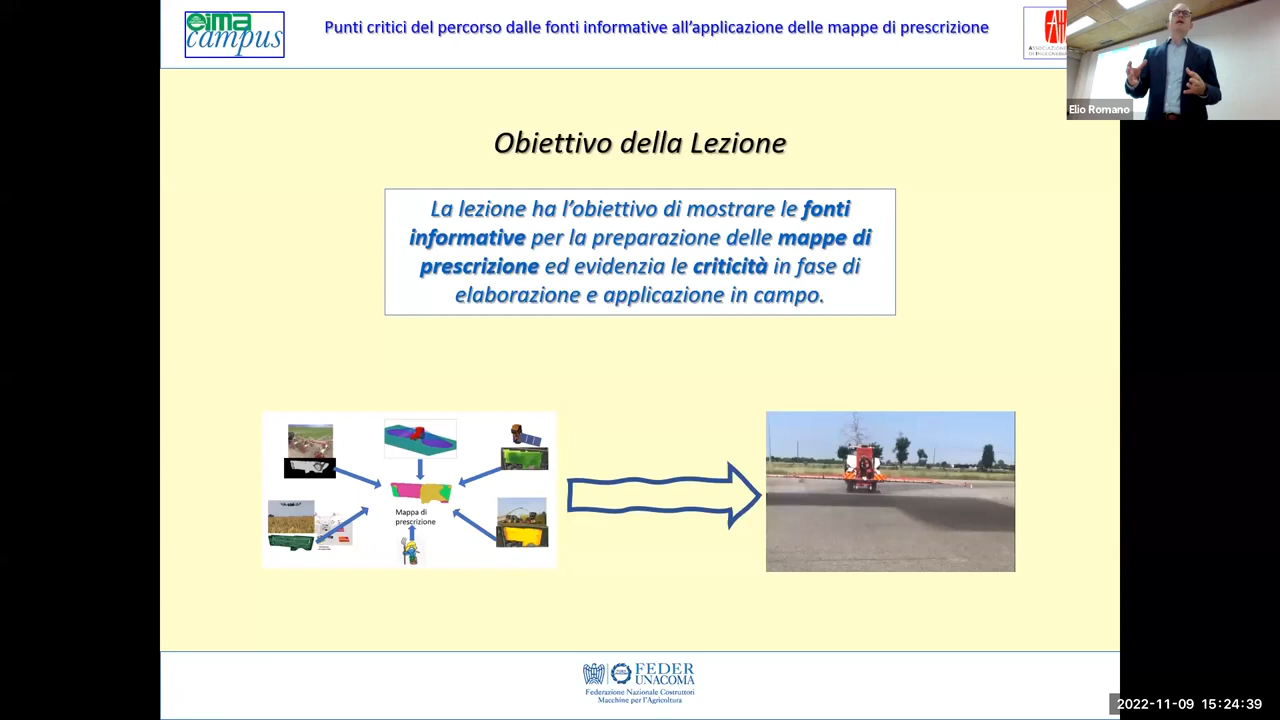 eima
campus
Punti critici del percorso dalle fonti informative all’applicazione delle mappe di prescrizione
Elio Romano
Obiettivo della Lezione
La lezione ha l’obiettivo di mostrare le fonti
informative per la preparazione delle mappe di
prescrizione ed evidenzia le criticità in fase di
elaborazione e applicazione in campo.
Mappa di
prescrizione
FEDER
UNACOMA
Federazione Nazionale Costruttori
Macchine per l’Agricoltura
2022-11-09 15:24:39